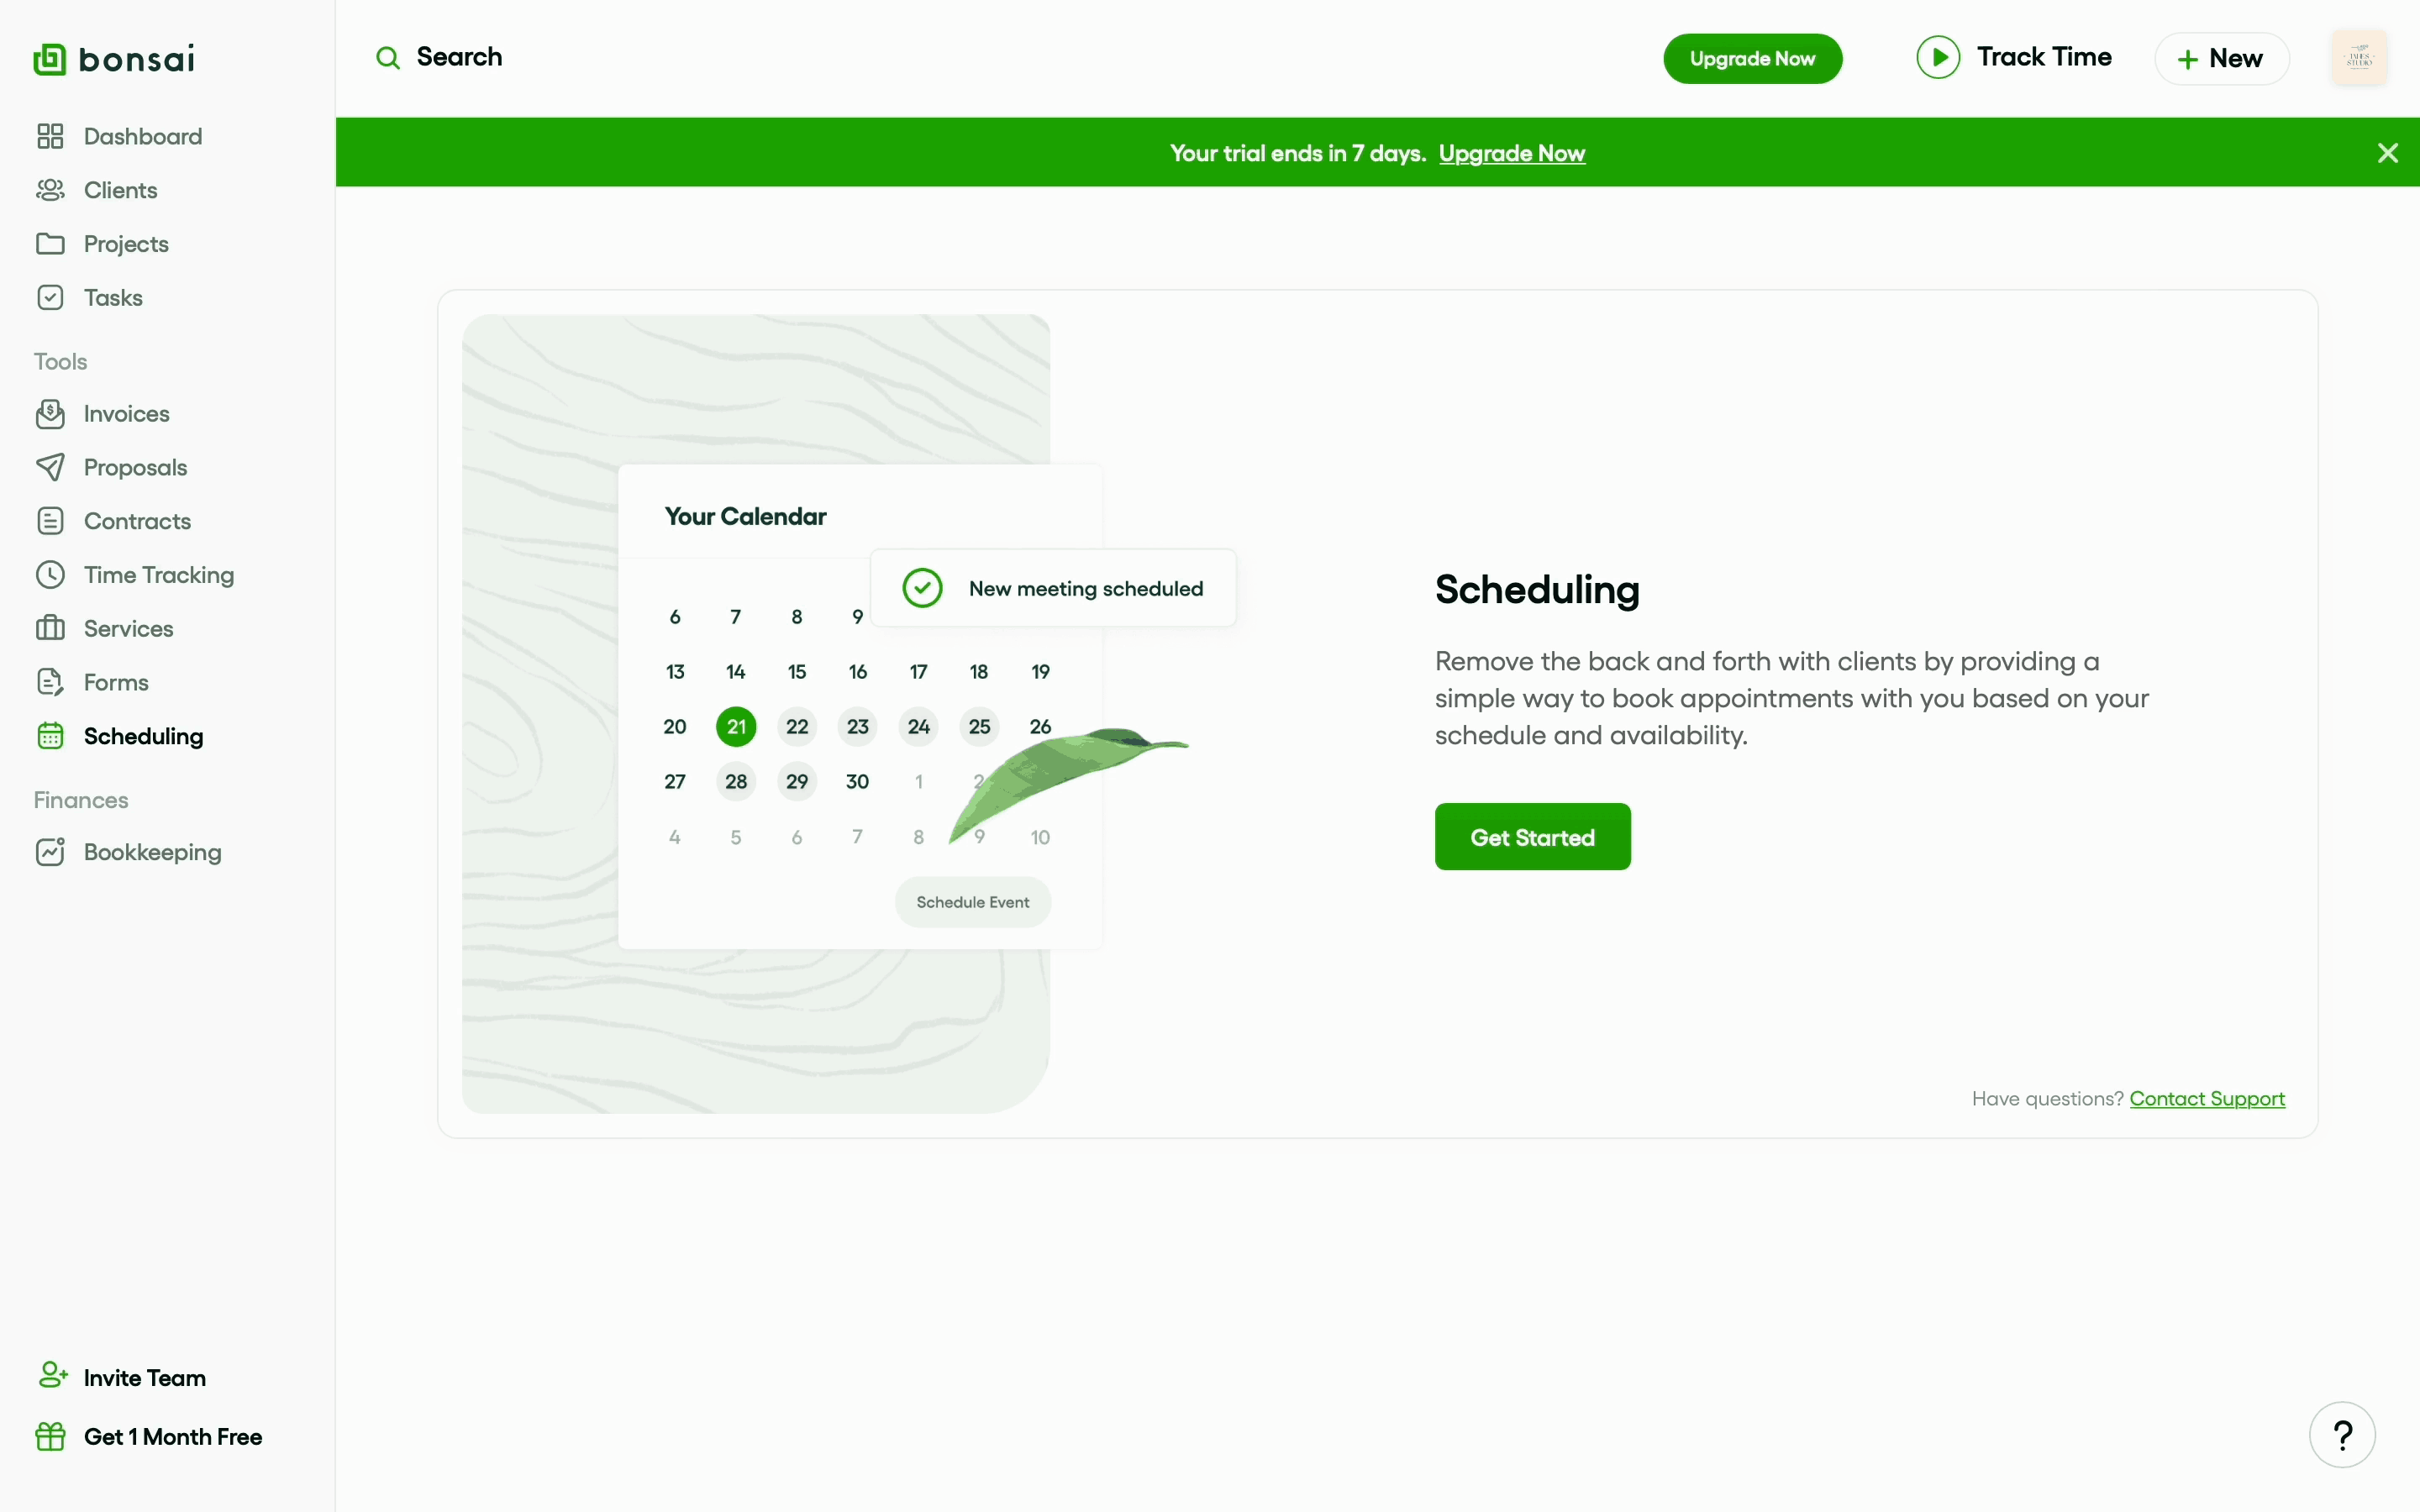 bonsai
Dashboard
Clients
Projects
Tasks
Tools
Invoices
Proposals
Contracts
Time Tracking
Services
Forms
Scheduling
Finances
Bookkeeping
Invite Team
Get 1 Month Free
Search
Upgrade Now
Track Time
+ New
JAMES
STUDIO
Your trial ends in 7 days. Upgrade Now
Your Calendar
New meeting scheduled
6 7 8 9
13 14 15 16 17 18 19
20 21 22 23 24 25 26
27 28 29 30 1 2
4 5 6 7 8 9 10
Schedule Event
Scheduling
Remove the back and forth with clients by providing a
simple way to book appointments with you based on your
schedule and availability.
Get Started
Have questions? Contact Support
?